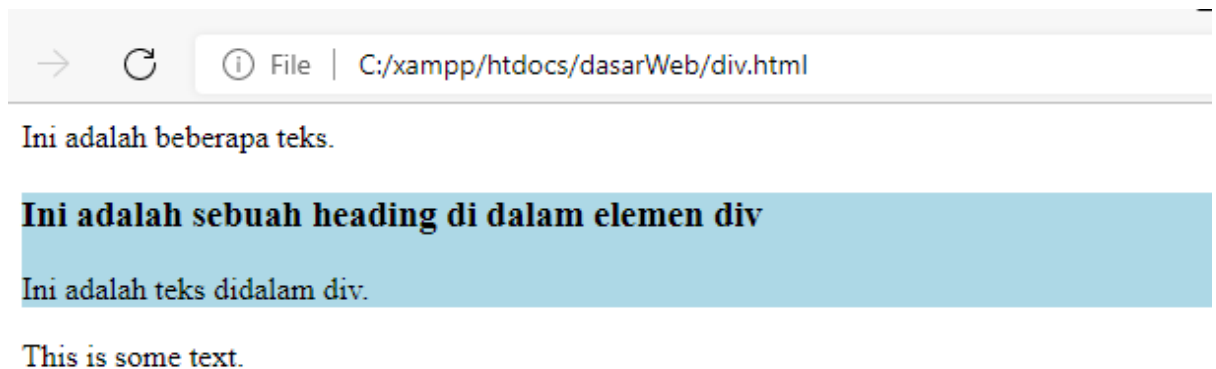 File | C:/xampp/htdocs/dasarWeb/div.html
Ini adalah beberapa teks.
Ini adalah sebuah heading di dalam elemen div
Ini adalah teks didalam div.
This is some text.